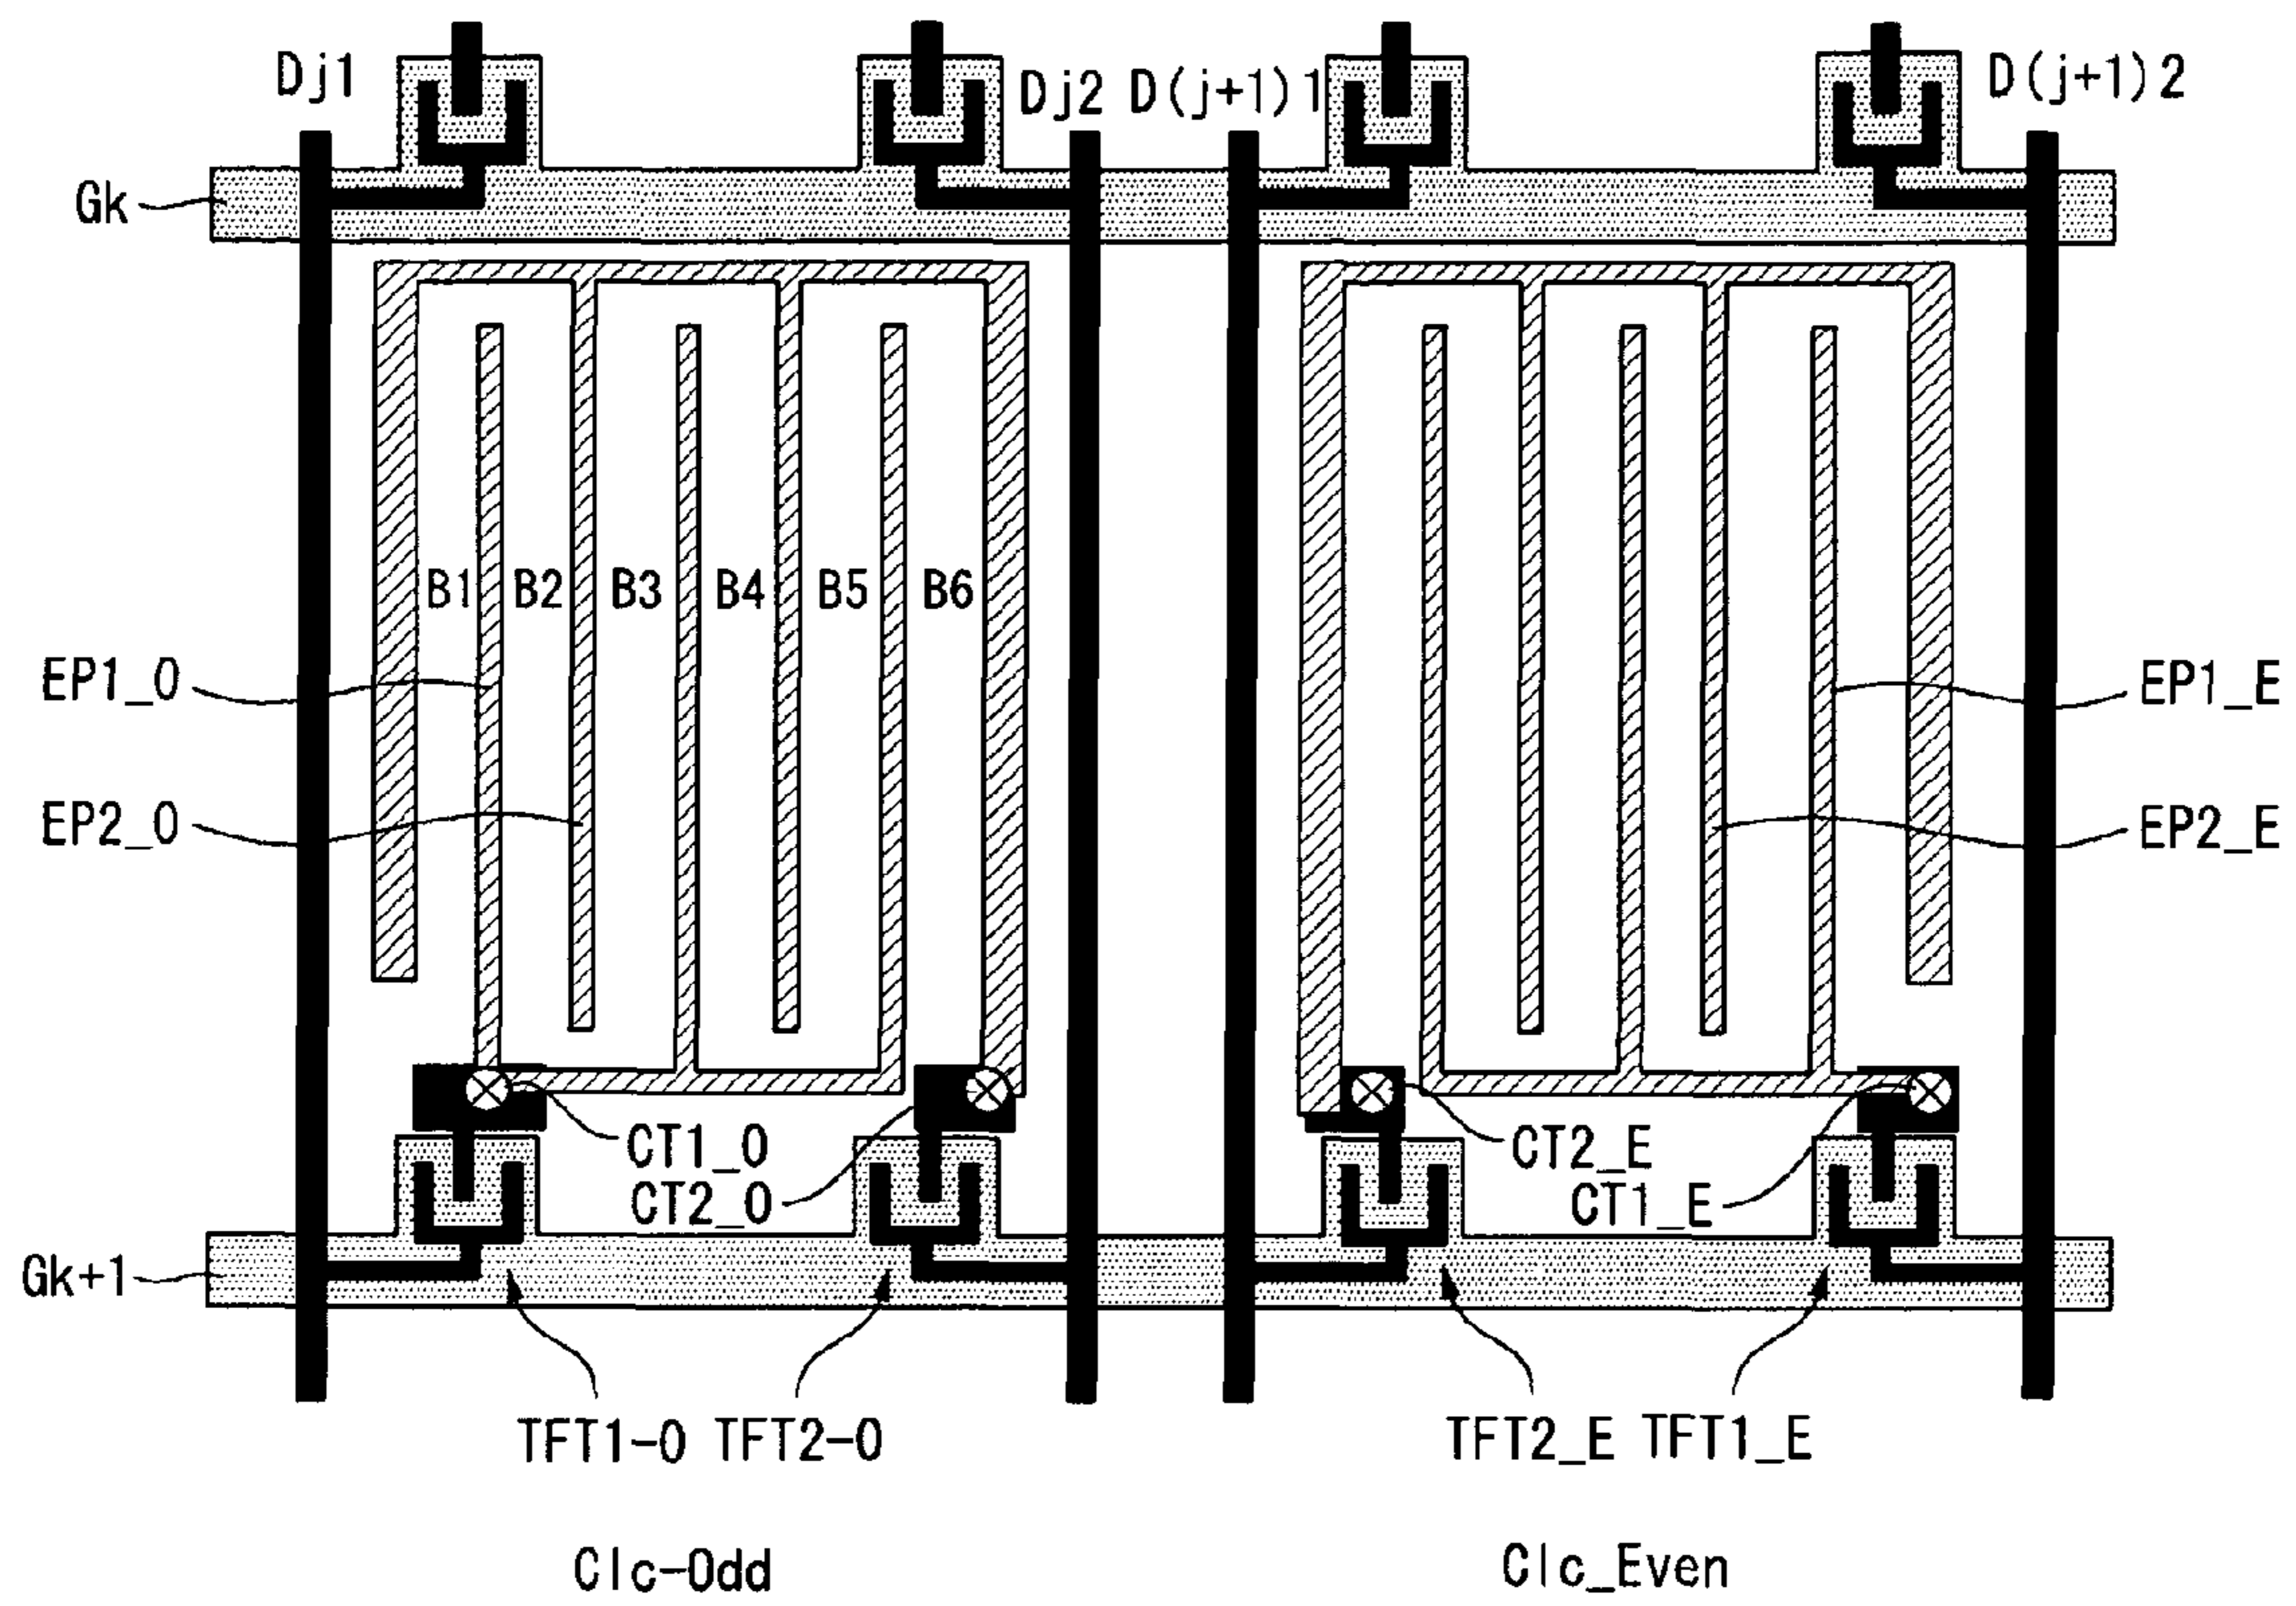 Dj1
Dj2 D(j+1)1
D(j+1)2
Gk
B1 B2 B3 B4 B5 B6
EP1_O
EP1_E
EP2_O
EP2_E
CT1_O
CT2_E
CT2_O
CT1_E
Gk+1
TFT1-O TFT2-O
TFT2_E TFT1_E
Clc-Odd
Clc_Even